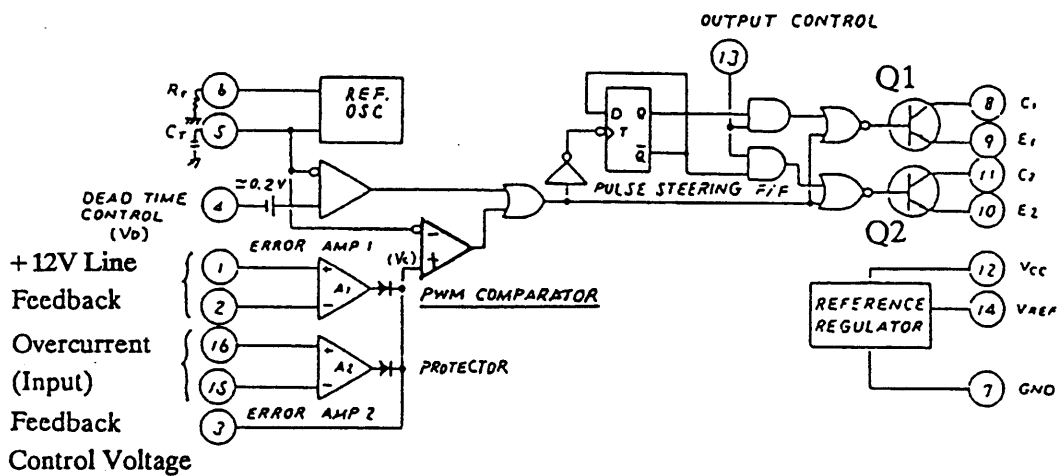 OUTPUT CONTROL
13
Q1
6
RT
REF.
OSC
5
CT
D Q
T
Q̅
8 C1
9 E1
≃0.2V
DEAD TIME
CONTROL
(VD)
4
PULSE STEERING F/F
11 C2
10 E2
Q2
ERROR AMP 1
(Vc)
−
+
+12V Line
Feedback
1
2
+
A1
−
PWM COMPARATOR
12 VCC
REFERENCE
REGULATOR
14 VREF
Overcurrent
(Input)
16
15
+
A2
−
PROTECTOR
7 GND
ERROR AMP 2
Feedback
Control Voltage
3